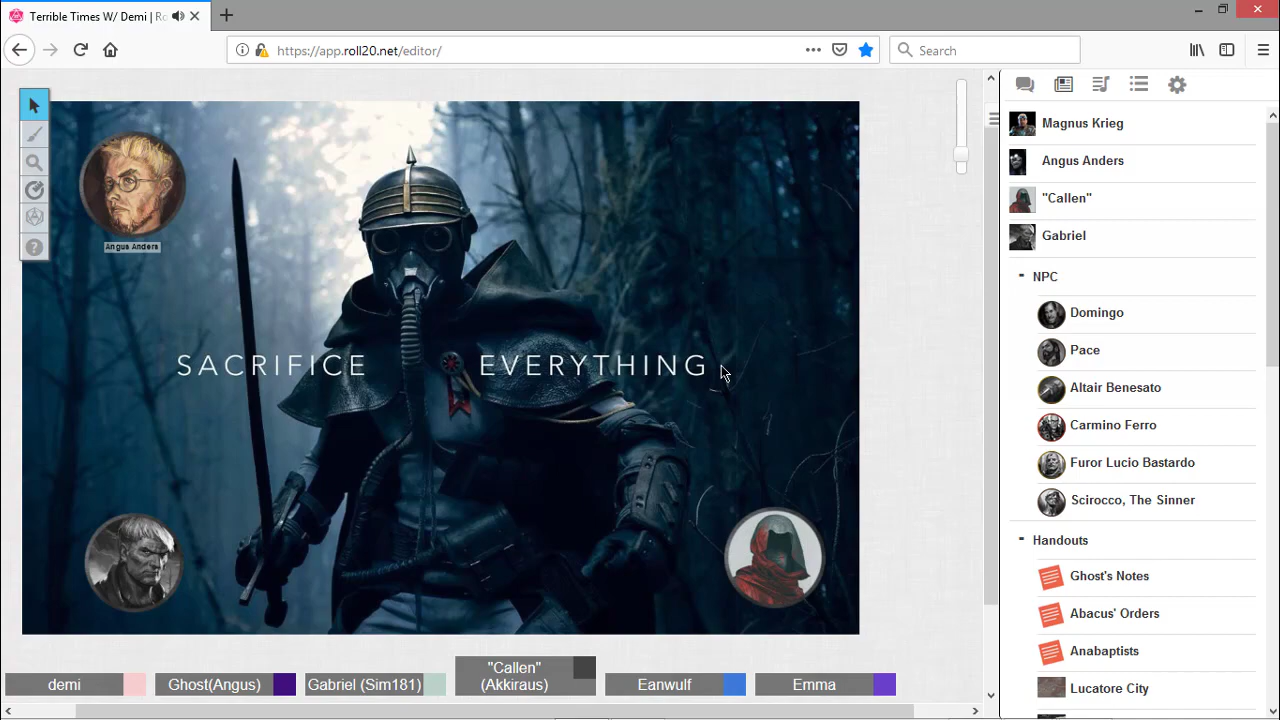 Terrible Times W/ Demi | Ro
https://app.roll20.net/editor/
Search
Angus Anders
SACRIFICE EVERYTHING
Magnus Krieg
Angus Anders
"Callen"
Gabriel
NPC
Domingo
Pace
Altair Benesato
Carmino Ferro
Furor Lucio Bastardo
Scirocco, The Sinner
Handouts
Ghost's Notes
Abacus' Orders
Anabaptists
Lucatore City
demi
Ghost(Angus)
Gabriel (Sim181)
"Callen"
(Akkiraus)
Eanwulf
Emma